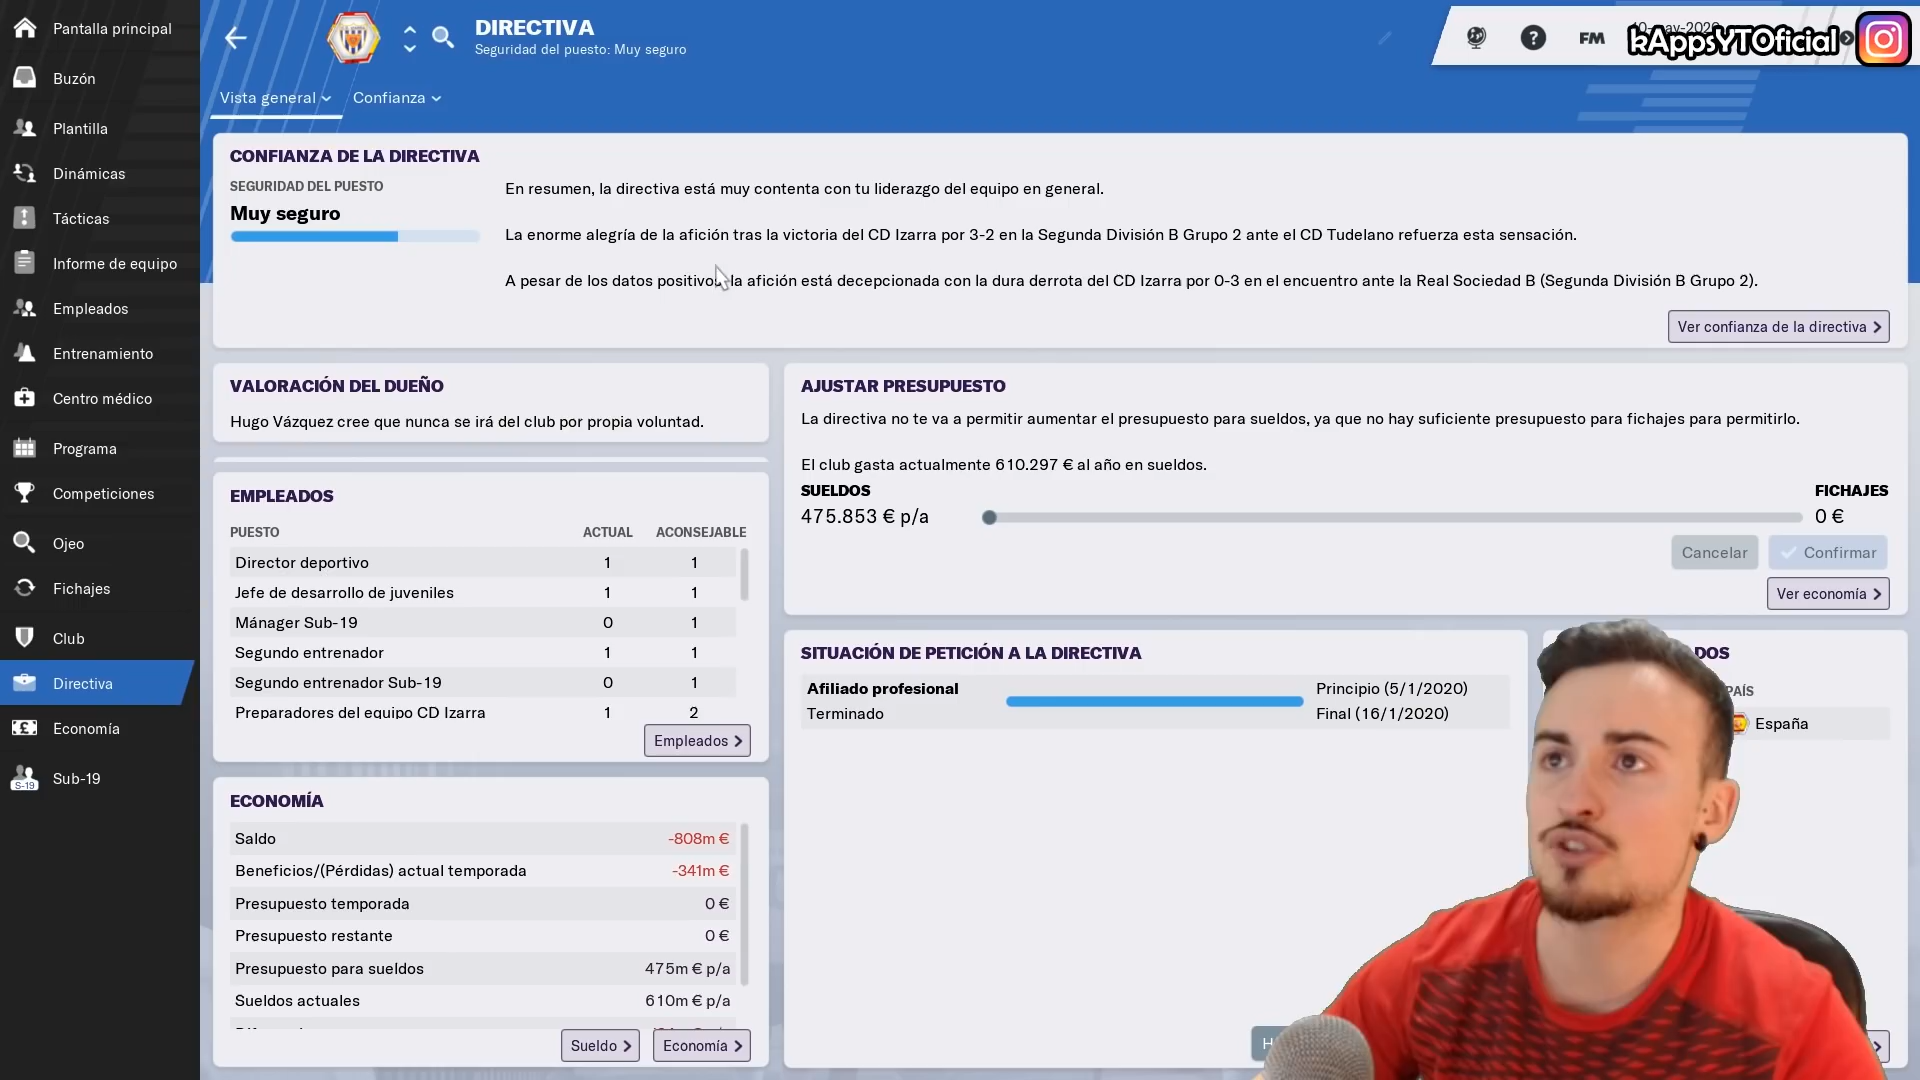 Pantalla principal
Buzón
Plantilla
Dinámicas
Tácticas
Informe de equipo
Empleados
Entrenamiento
Centro médico
Programa
Competiciones
Ojeo
Fichajes
Club
Directiva
Economía
S-19
Sub-19
DIRECTIVA
Seguridad del puesto: Muy seguro
FM
kAppsYTOficial
Vista general
Confianza
CONFIANZA DE LA DIRECTIVA
SEGURIDAD DEL PUESTO
Muy seguro
En resumen, la directiva está muy contenta con tu liderazgo del equipo en general.
La enorme alegría de la afición tras la victoria del CD Izarra por 3-2 en la Segunda División B Grupo 2 ante el CD Tudelano refuerza esta sensación.
A pesar de los datos positivos la afición está decepcionada con la dura derrota del CD Izarra por 0-3 en el encuentro ante la Real Sociedad B (Segunda División B Grupo 2).
Ver confianza de la directiva
VALORACIÓN DEL DUEÑO
Hugo Vázquez cree que nunca se irá del club por propia voluntad.
EMPLEADOS
PUESTO ACTUAL ACONSEJABLE
Director deportivo 1 1
Jefe de desarrollo de juveniles 1 1
Mánager Sub-19 0 1
Segundo entrenador 1 1
Segundo entrenador Sub-19 0 1
Preparadores del equipo CD Izarra 1 2
Empleados
ECONOMÍA
Saldo -808m €
Beneficios/(Pérdidas) actual temporada -341m €
Presupuesto temporada 0 €
Presupuesto restante 0 €
Presupuesto para sueldos 475m € p/a
Sueldos actuales 610m € p/a
Sueldo
Economía
AJUSTAR PRESUPUESTO
La directiva no te va a permitir aumentar el presupuesto para sueldos, ya que no hay suficiente presupuesto para fichajes para permitirlo.
El club gasta actualmente 610.297 € al año en sueldos.
SUELDOS FICHAJES
475.853 € p/a 0 €
Cancelar
Confirmar
Ver economía
SITUACIÓN DE PETICIÓN A LA DIRECTIVA
Afiliado profesional Principio (5/1/2020)
Terminado Final (16/1/2020)
PAÍS
España